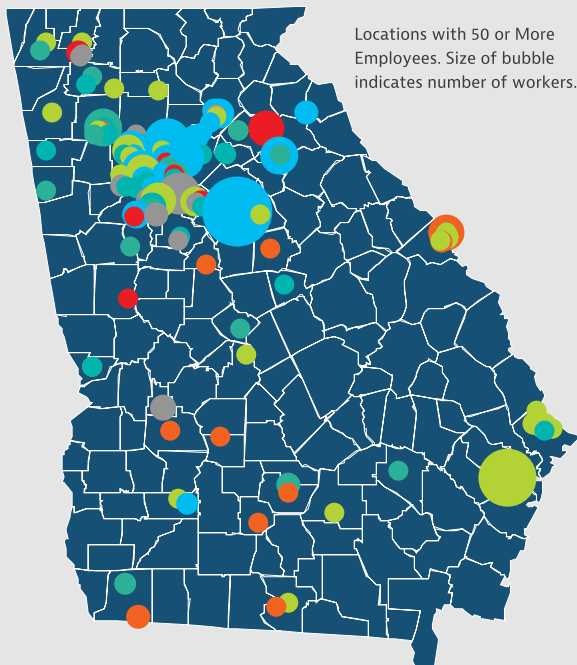 Locations with 50 or More
Employees. Size of bubble
indicates number of workers.